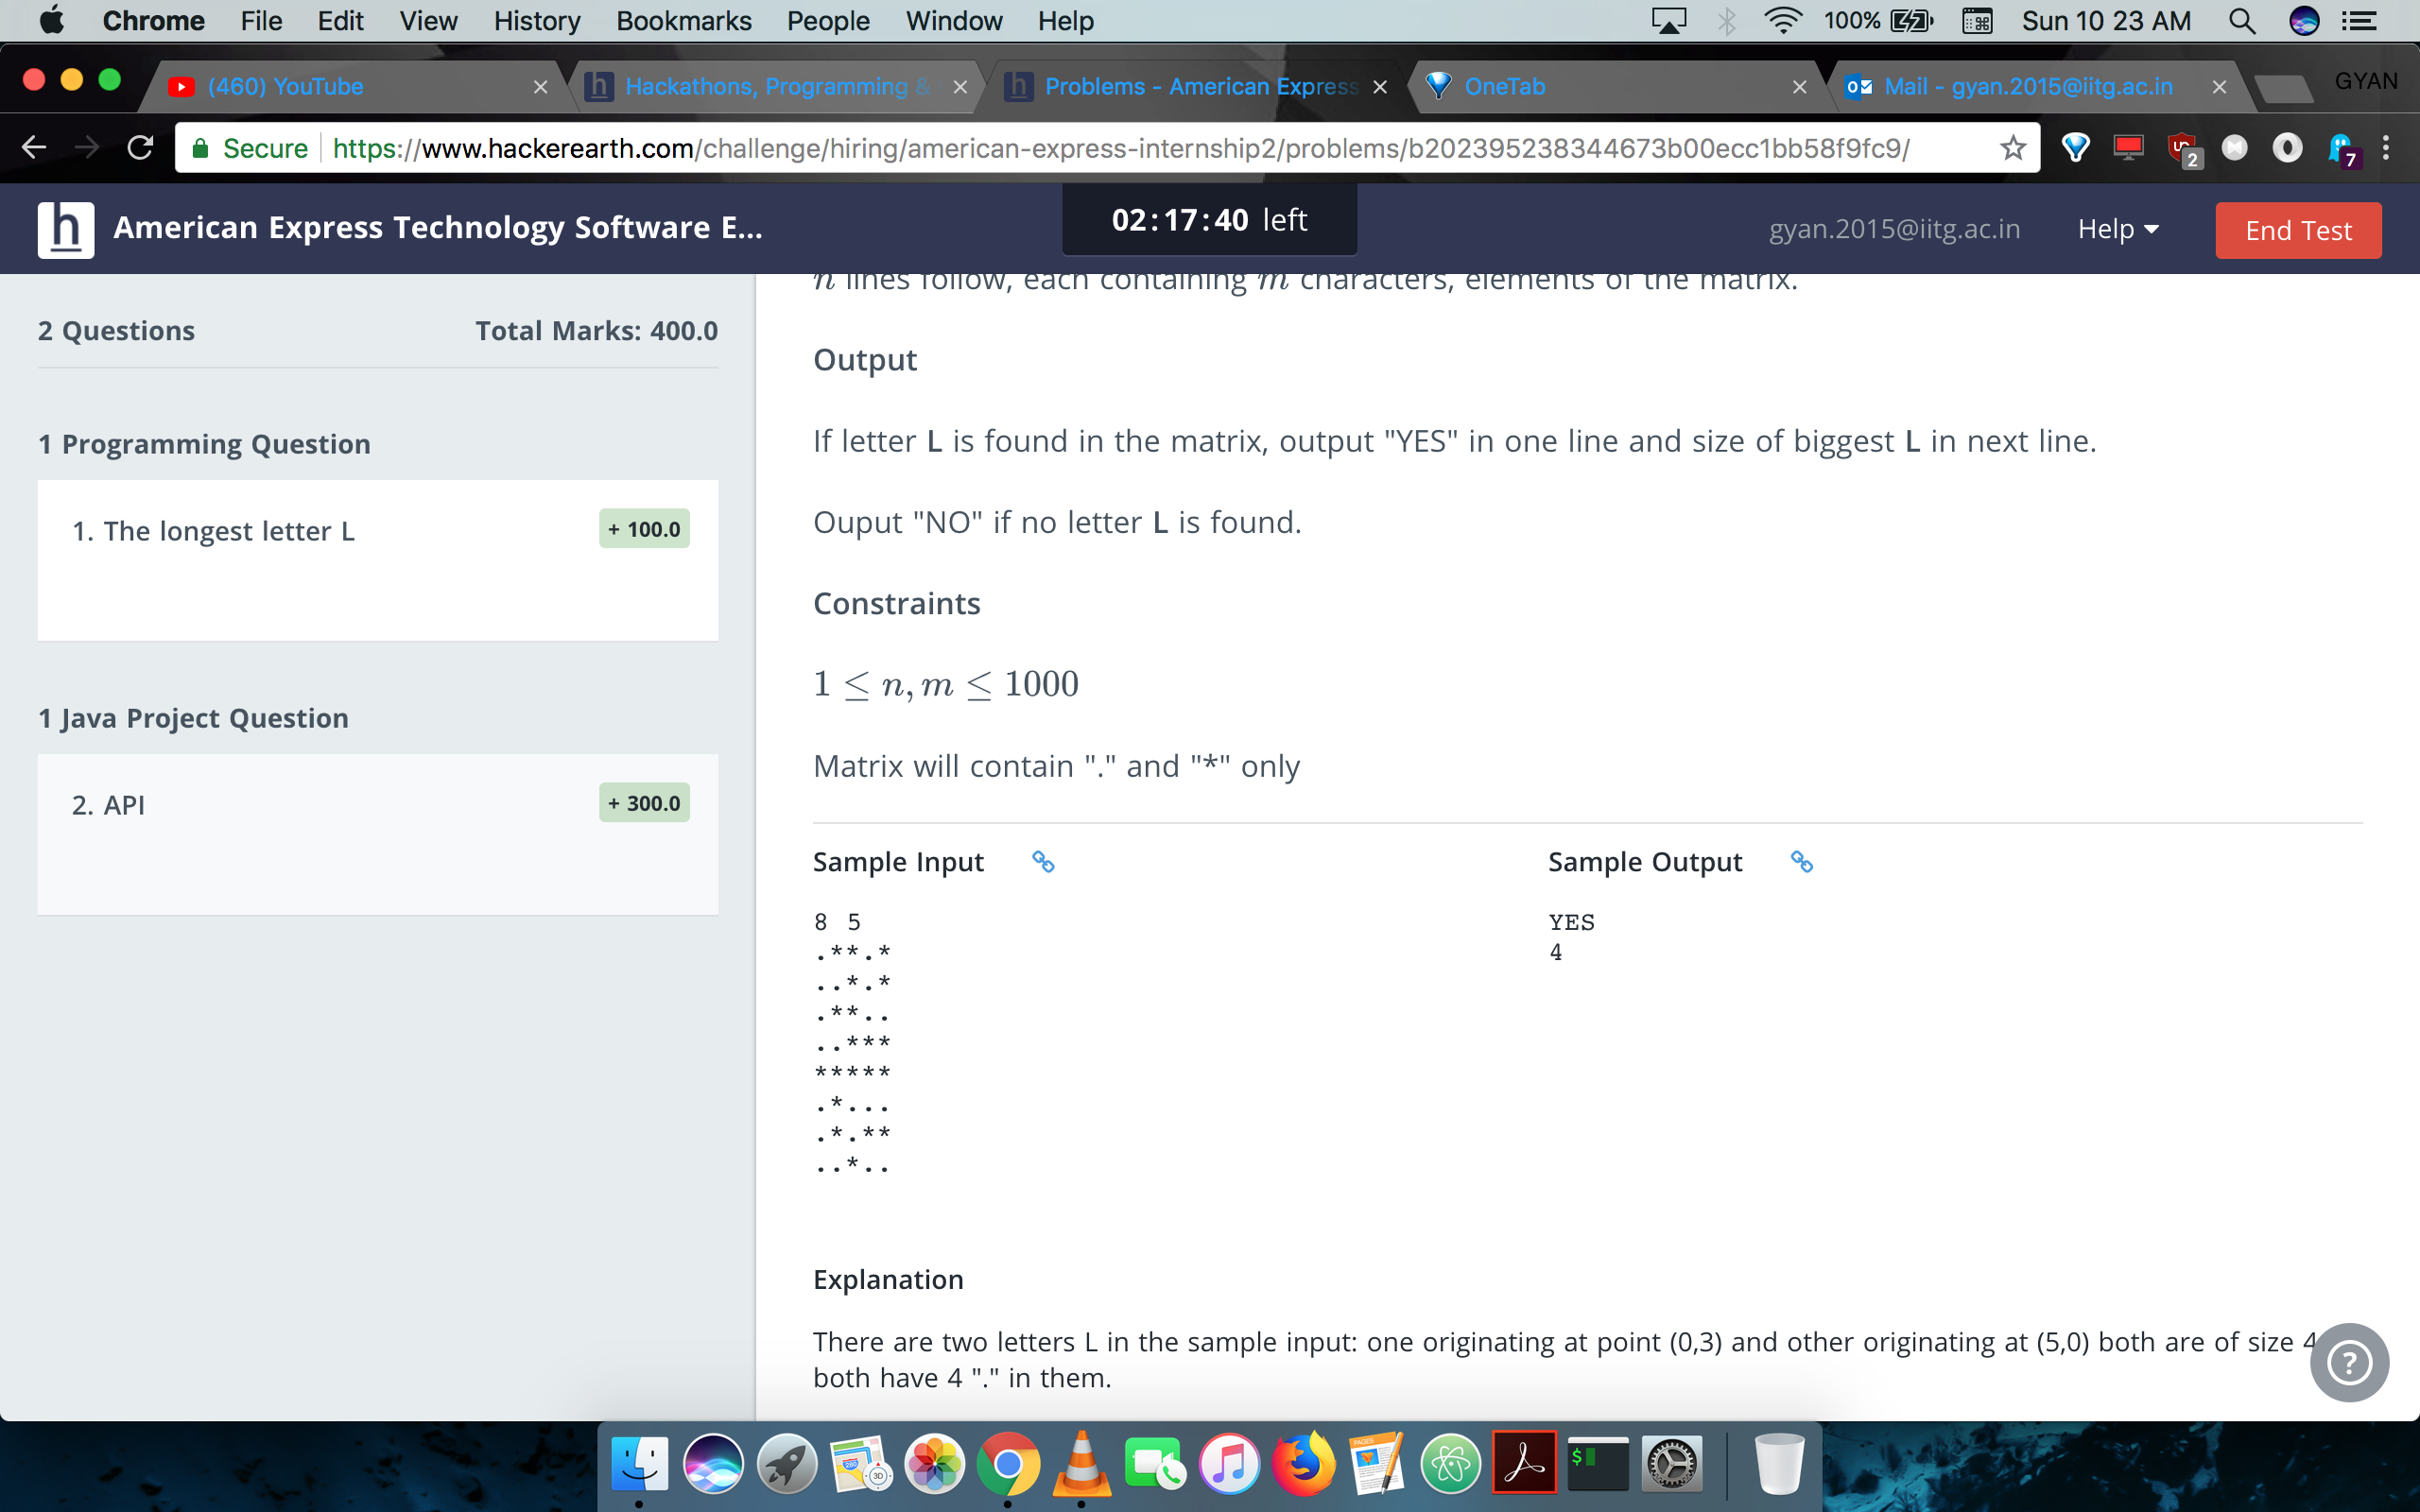 Chrome File Edit View History Bookmarks People Window Help 100% Sun 10 23 AM
(460) YouTube Hackathons, Programming & Problems - American Express OneTab Mail - gyan.2015@iitg.ac.in GYAN
Secure https://www.hackerearth.com/challenge/hiring/american-express-internship2/problems/b202395238344673b00ecc1bb58f9fc9/ 2 7
h American Express Technology Software E... 02:17:40 left gyan.2015@iitg.ac.in Help End Test
n lines follow, each containing m characters, elements of the matrix.
2 Questions Total Marks: 400.0
1 Programming Question
1. The longest letter L + 100.0
1 Java Project Question
2. API + 300.0
Output
If letter L is found in the matrix, output "YES" in one line and size of biggest L in next line.
Ouput "NO" if no letter L is found.
Constraints
1 ≤ n, m ≤ 1000
Matrix will contain "." and "*" only
Sample Input
8 5
.**.*
..*.*
.**..
..***
*****
.*...
.*.**
..*..
Sample Output
YES
4
Explanation
There are two letters L in the sample input: one originating at point (0,3) and other originating at (5,0) both are of size 4
both have 4 "." in them.
?